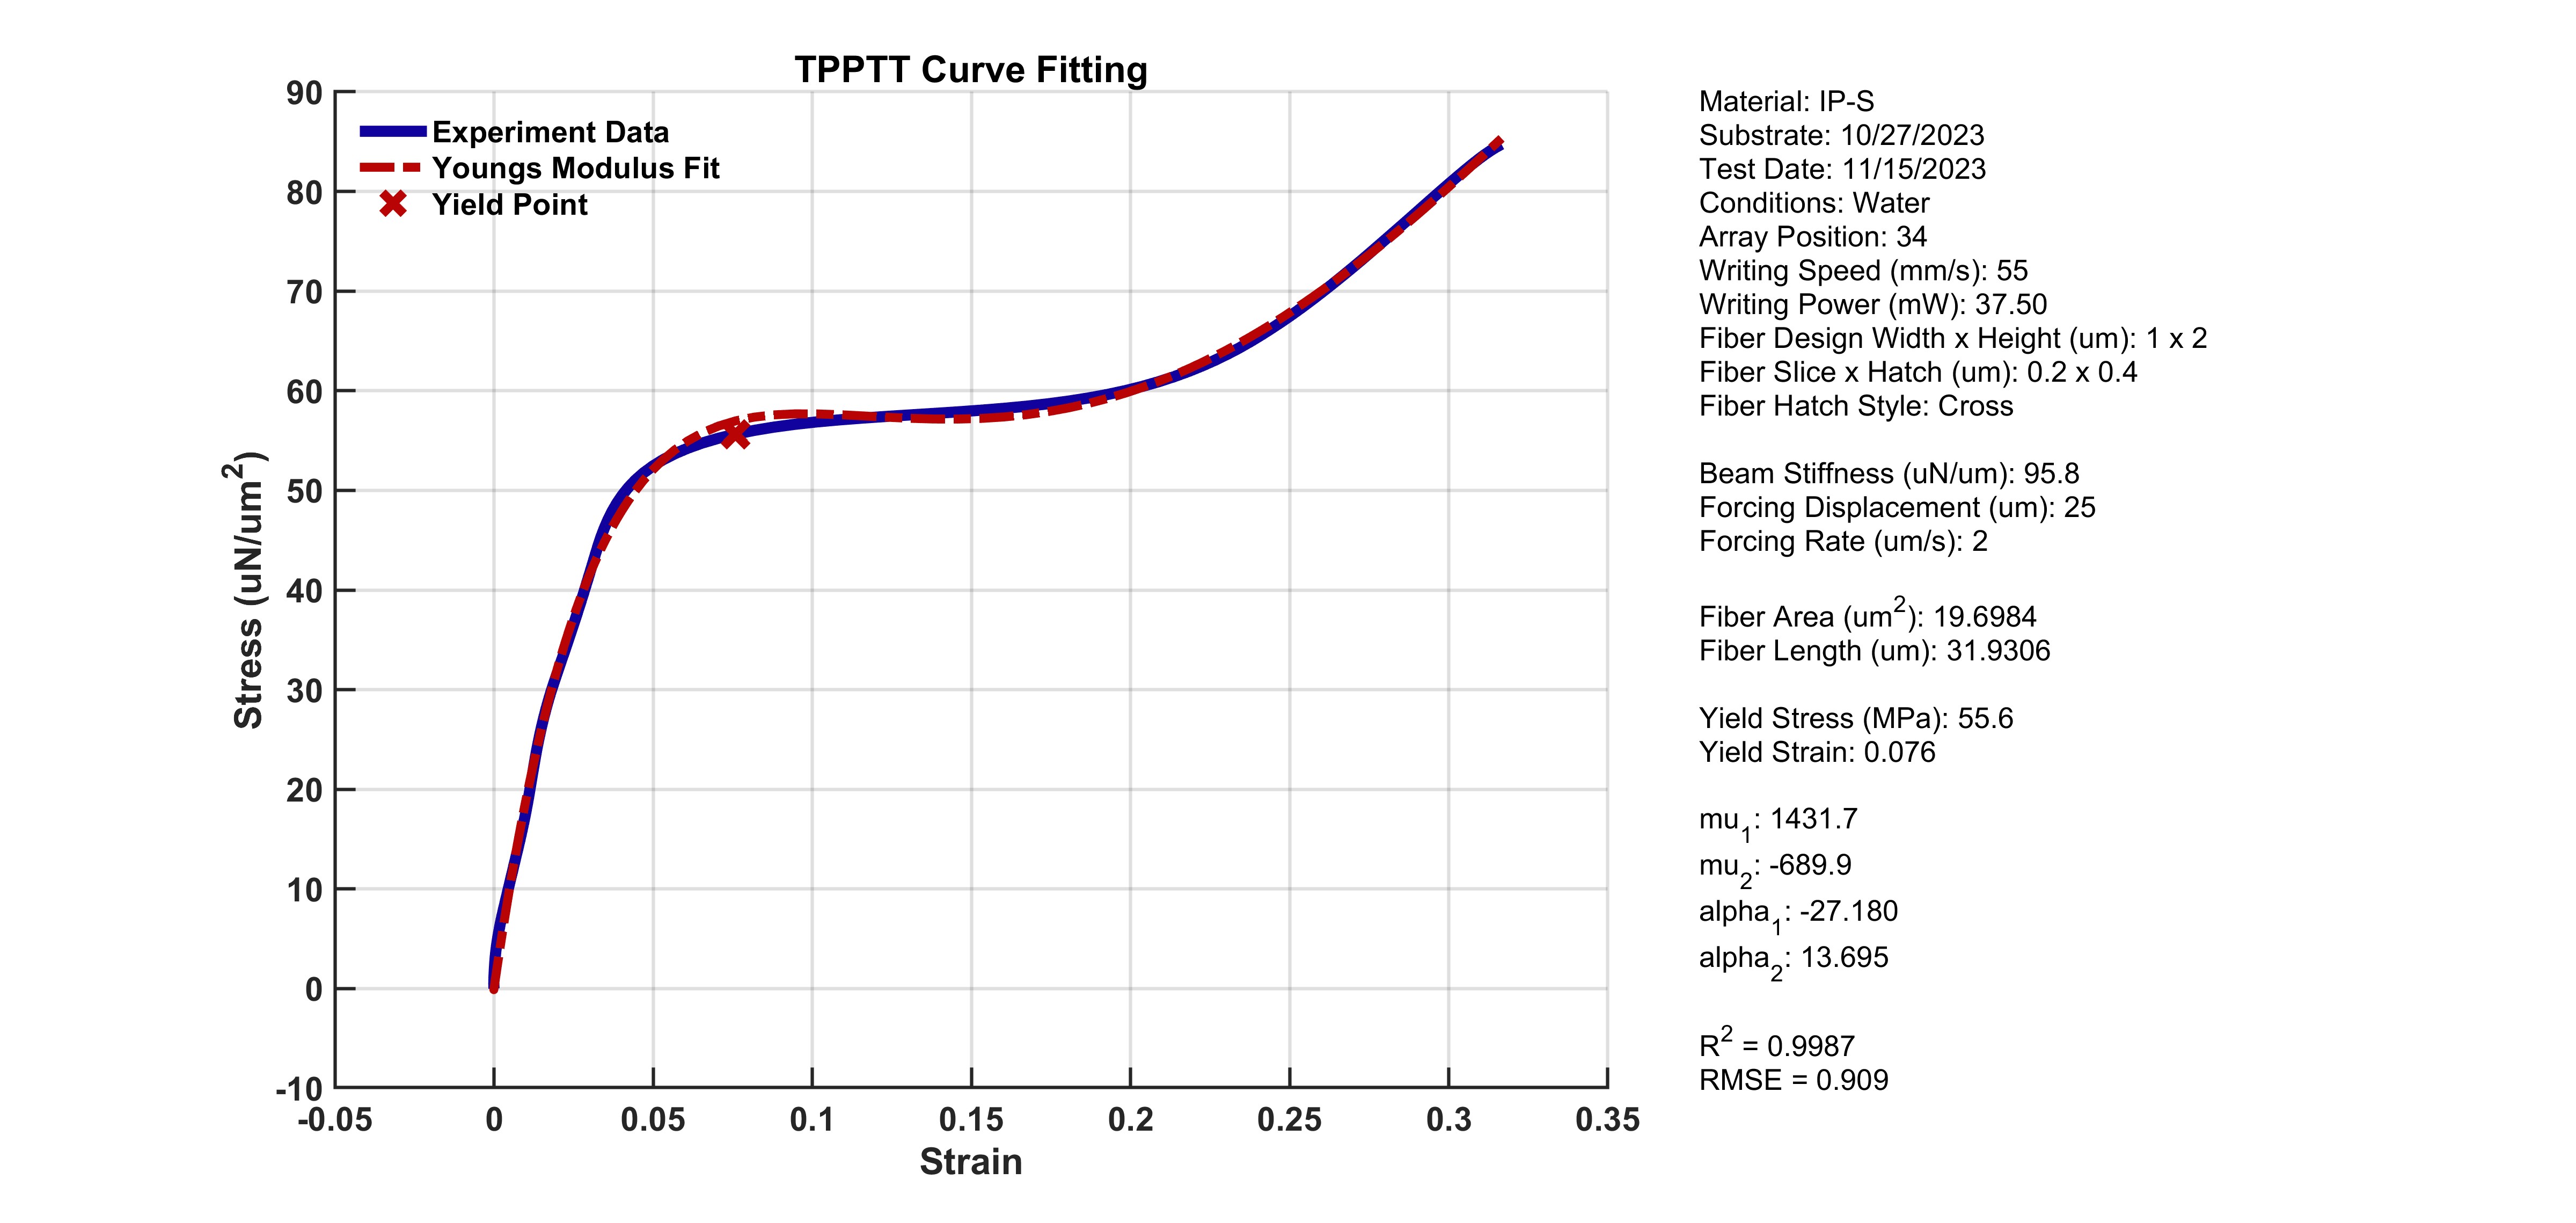 TPPTT Curve Fitting
Experiment Data
Youngs Modulus Fit
Yield Point
90
80
70
60
50
40
30
20
10
0
-10
Stress (uN/um²)
-0.05 0 0.05 0.1 0.15 0.2 0.25 0.3 0.35
Strain
Material: IP-S
Substrate: 10/27/2023
Test Date: 11/15/2023
Conditions: Water
Array Position: 34
Writing Speed (mm/s): 55
Writing Power (mW): 37.50
Fiber Design Width x Height (um): 1 x 2
Fiber Slice x Hatch (um): 0.2 x 0.4
Fiber Hatch Style: Cross
Beam Stiffness (uN/um): 95.8
Forcing Displacement (um): 25
Forcing Rate (um/s): 2
Fiber Area (um²): 19.6984
Fiber Length (um): 31.9306
Yield Stress (MPa): 55.6
Yield Strain: 0.076
mu₁: 1431.7
mu₂: -689.9
alpha₁: -27.180
alpha₂: 13.695
R² = 0.9987
RMSE = 0.909